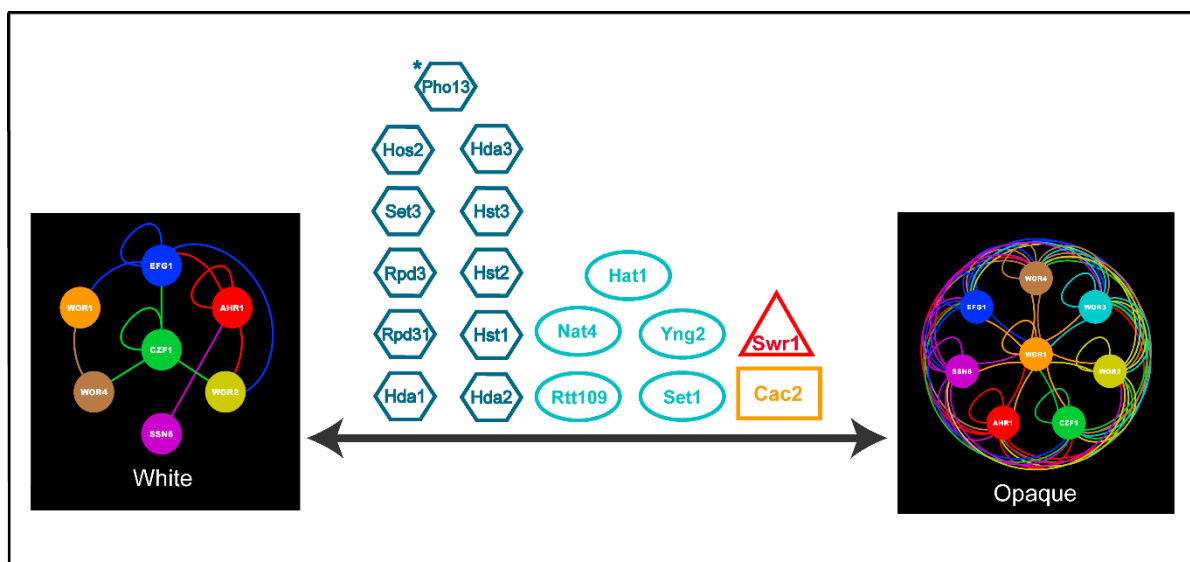 *
Pho13
Hos2
Hda3
Set3
Hst3
Rpd3
Hst2
Rpd31
Hst1
Hda1
Hda2
Hat1
Nat4
Yng2
Rtt109
Set1
Swr1
Cac2
EFG1
WOR1
AHR1
CZF1
WOR4
WOR2
SSN6
White
WOR4
EFG1
WOR3
WOR1
SSN6
WOR2
AHR1
CZF1
Opaque